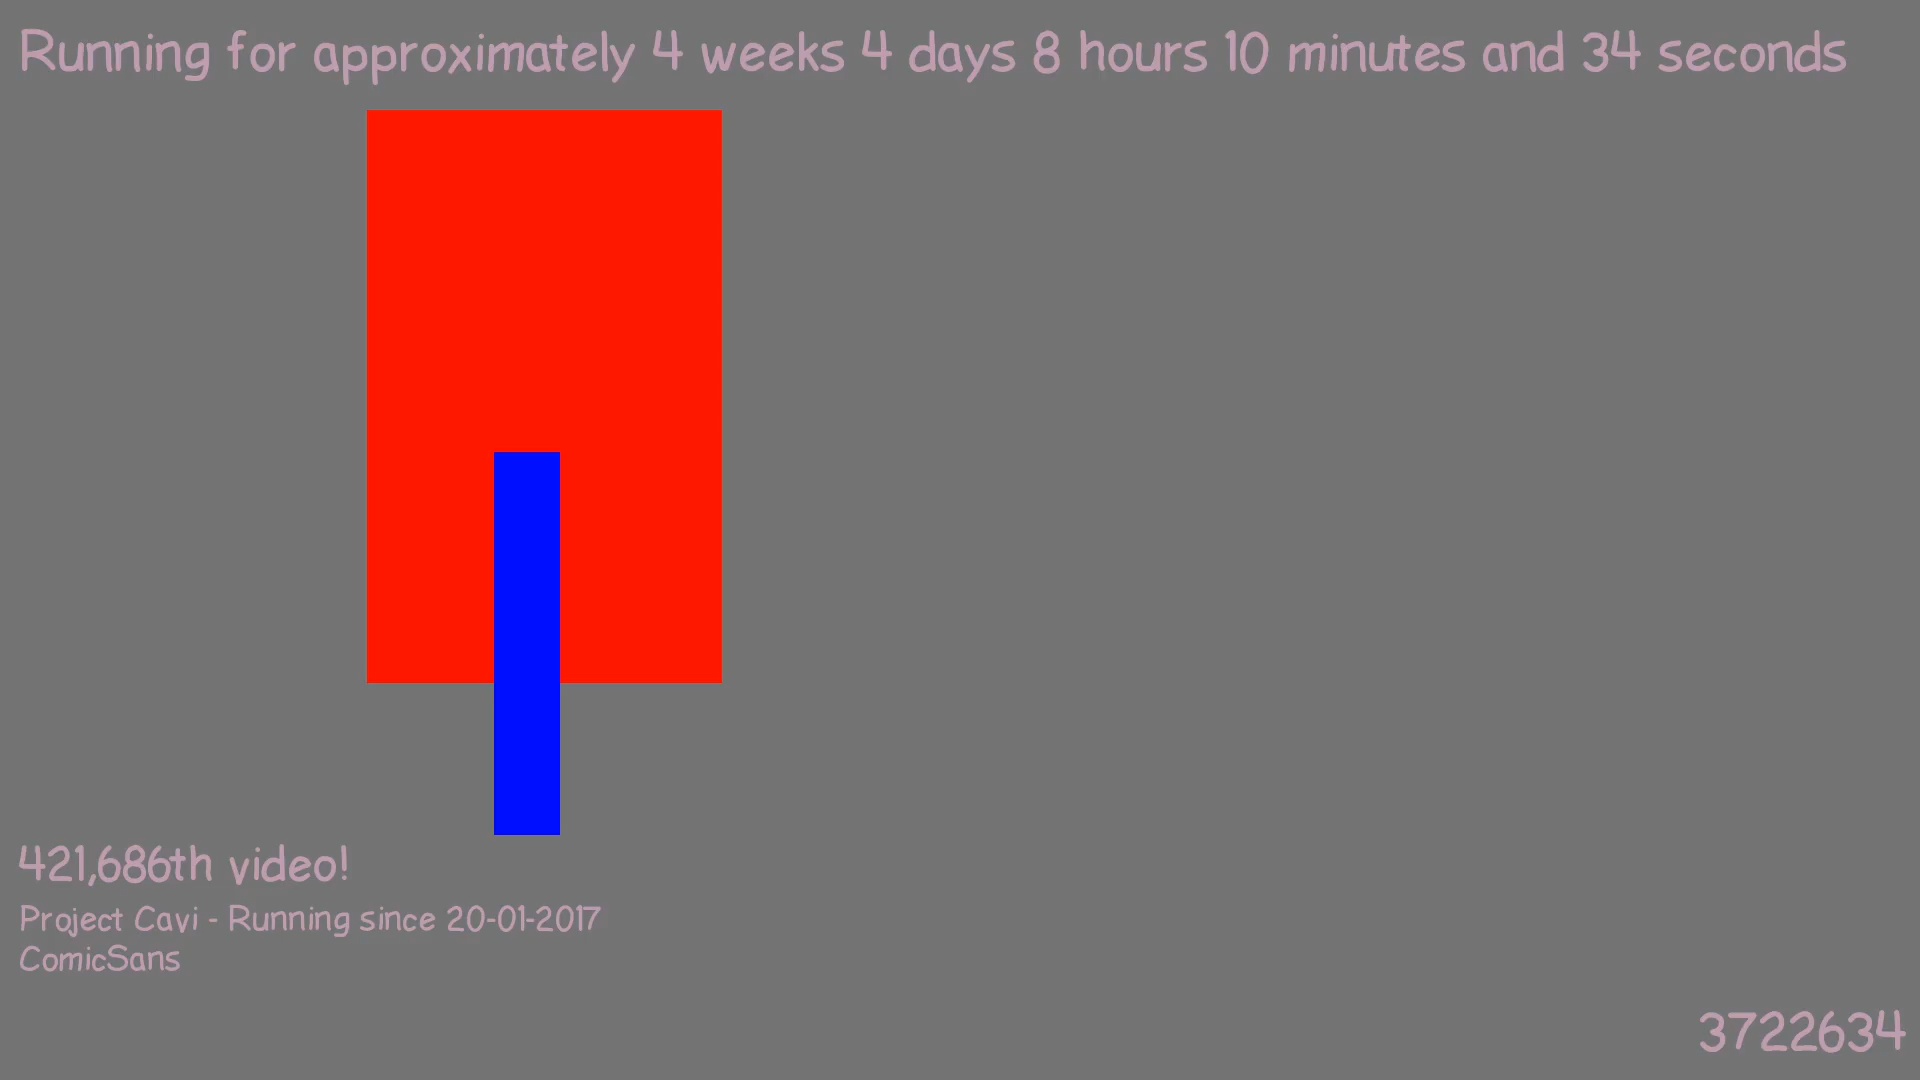 Running for approximately 4 weeks 4 days 8 hours 10 minutes and 34 seconds
421,686th video!
Project Cavi - Running since 20-01-2017
ComicSans
3722634